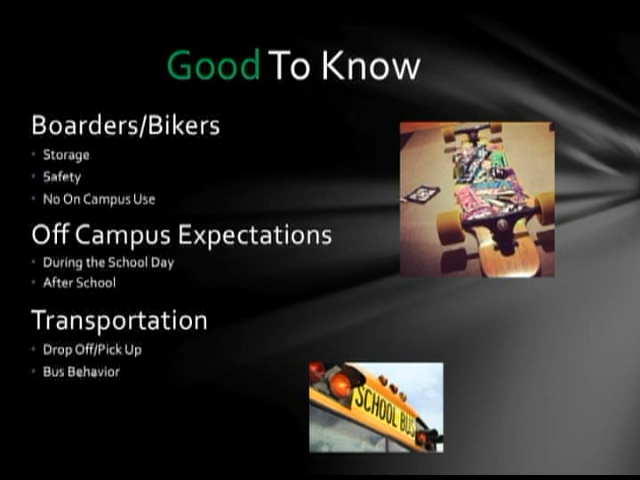 Good To Know
Boarders/Bikers
• Storage
• Safety
• No On Campus Use
Off Campus Expectations
• During the School Day
• After School
Transportation
• Drop Off/Pick Up
• Bus Behavior
SCHOOL BUS